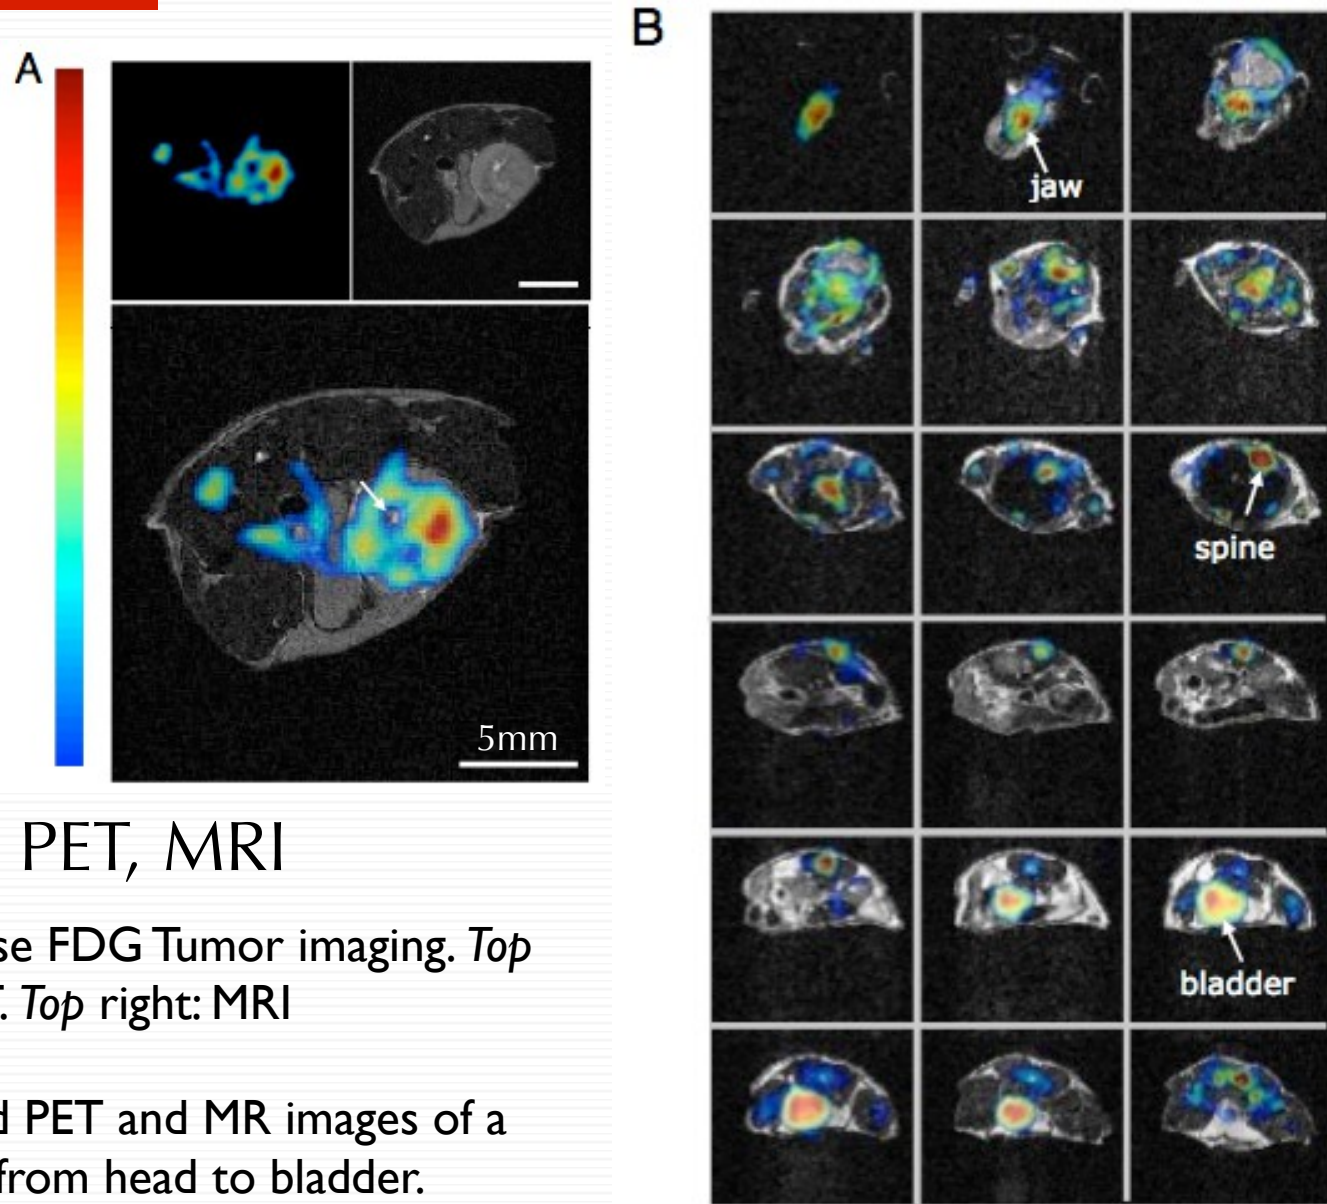 A
5mm
PET, MRI
se FDG Tumor imaging. Top
. Top right: MRI
d PET and MR images of a
from head to bladder.
B
jaw
spine
bladder